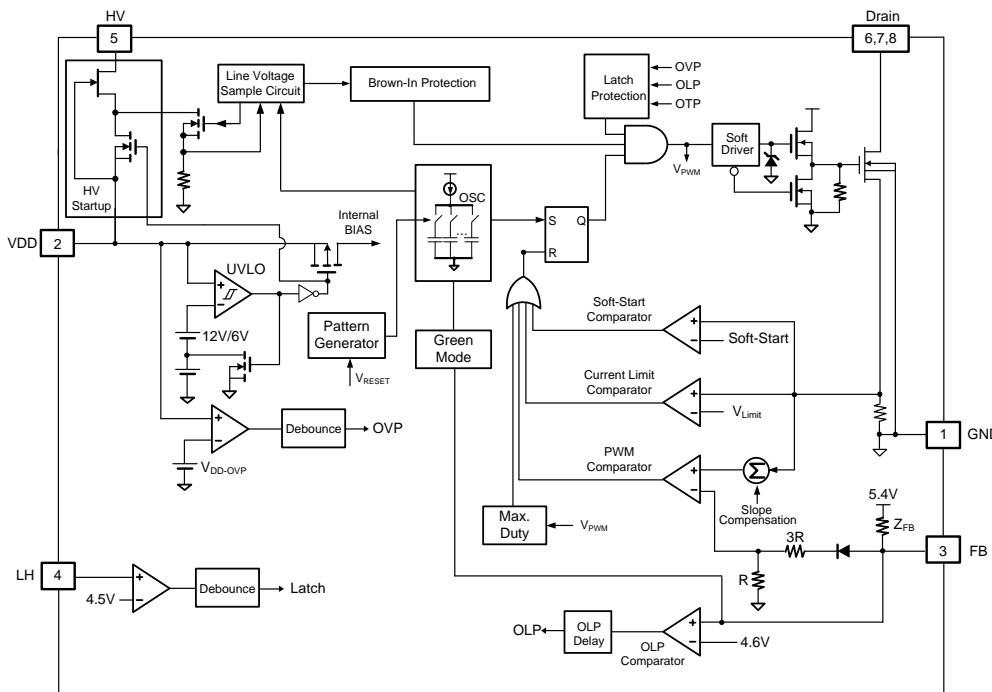 HV
5
Drain
6,7,8
Line Voltage
Sample Circuit
Brown-In Protection
Latch
Protection
OVP
OLP
OTP
Soft
Driver
VPWM
HV
Startup
OSC
...
S
Q
R
Internal
BIAS
VDD
2
UVLO
12V/6V
Pattern
Generator
VRESET
Green
Mode
Soft-Start
Comparator
Soft-Start
Current Limit
Comparator
VLimit
PWM
Comparator
Σ
Slope
Compensation
1
GND
Debounce
OVP
VDD-OVP
Max.
Duty
VPWM
5.4V
ZFB
3R
R
3
FB
LH
4
4.5V
Debounce
Latch
OLP
OLP
Delay
OLP
Comparator
4.6V